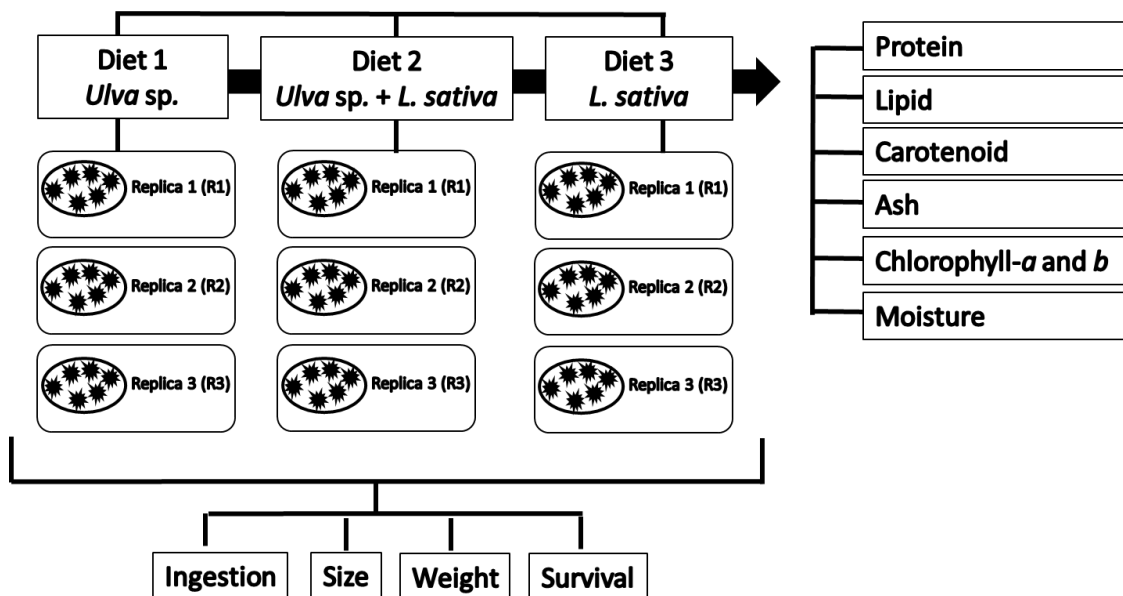 Diet 1
Ulva sp.
Diet 2
Ulva sp. + L. sativa
Diet 3
L. sativa
Replica 1 (R1)
Replica 1 (R1)
Replica 1 (R1)
Replica 2 (R2)
Replica 2 (R2)
Replica 2 (R2)
Replica 3 (R3)
Replica 3 (R3)
Replica 3 (R3)
Ingestion
Size
Weight
Survival
Protein
Lipid
Carotenoid
Ash
Chlorophyll-a and b
Moisture